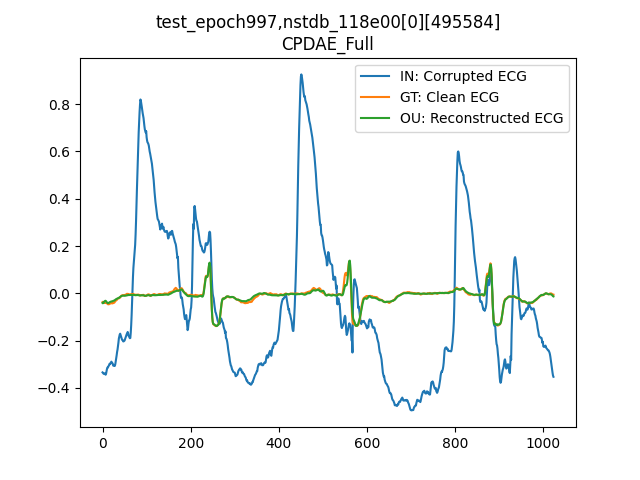 test_epoch997,nstdb_118e00[0][495584]
CPDAE_Full
IN: Corrupted ECG
GT: Clean ECG
OU: Reconstructed ECG
0.8
0.6
0.4
0.2
0.0
−0.2
−0.4
0 200 400 600 800 1000